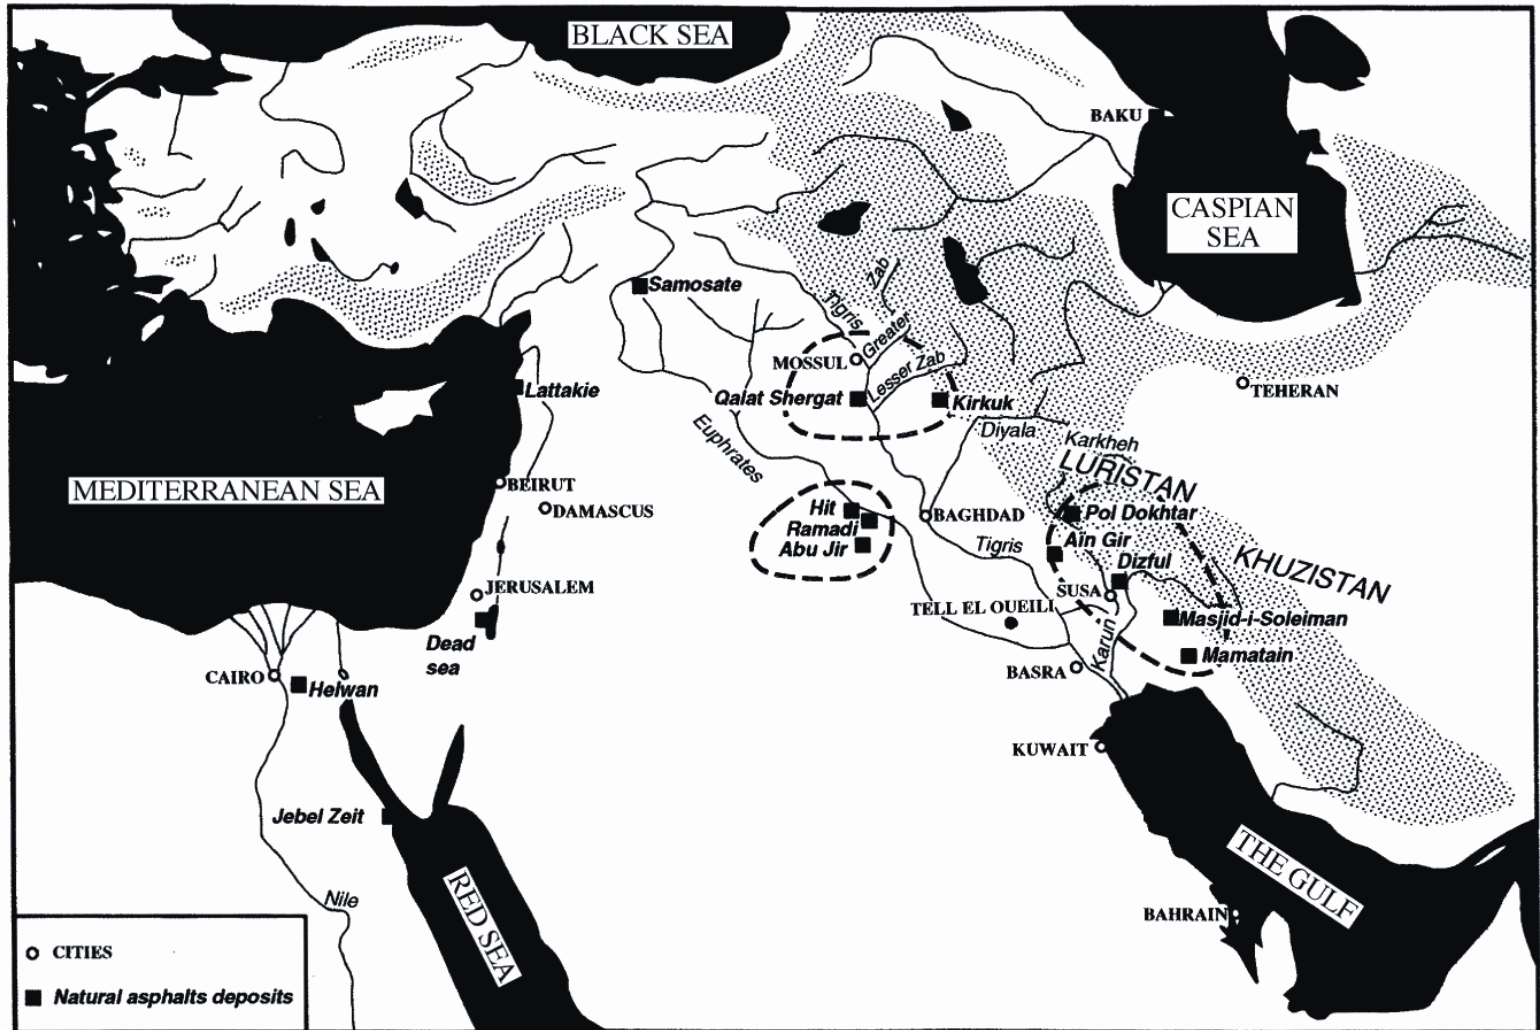 BLACK SEA
BAKU
CASPIAN
SEA
Samosate
Tigris
Greater
Zab
MOSSUL
Lesser Zab
Qalat Shergat
Kirkuk
TEHERAN
Lattakie
Euphrates
Diyala
Karkheh
LURISTAN
MEDITERRANEAN SEA
BEIRUT
DAMASCUS
Hit
Ramadi
Abu Jir
BAGHDAD
Tigris
Pol Dokhtar
Ain Gir
Dizful
KHUZISTAN
JERUSALEM
SUSA
TELL EL OUEILI
Masjid-i-Soleiman
Dead
sea
Karun
Mamatain
CAIRO
Helwan
BASRA
KUWAIT
Jebel Zeit
THE GULF
RED SEA
Nile
BAHRAIN
CITIES
Natural asphalts deposits